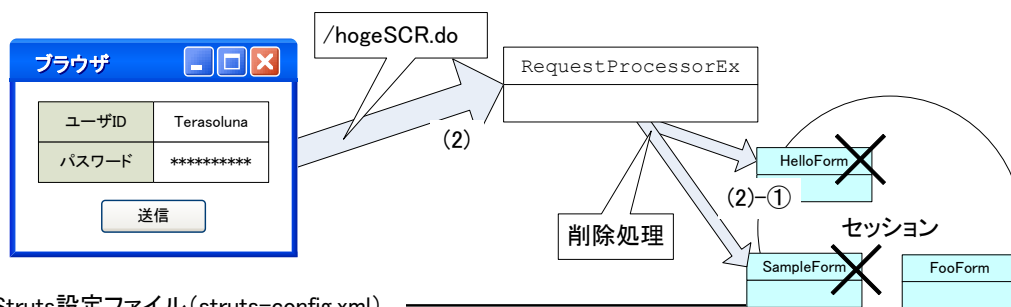 /hogeSCR.do
ブラウザ
RequestProcessorEx
ユーザID Terasoluna
パスワード **********
(2)
HelloForm
(2)-①
送信
削除処理
セッション
SampleForm
FooForm
Struts設定ファイル(struts-config.xml)